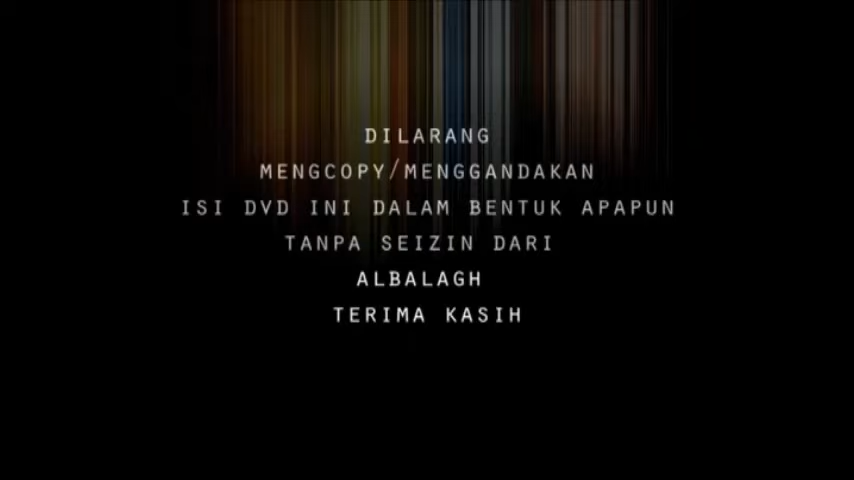 DILARANG
MENGCOPY/MENGGANDAKAN
ISI DVD INI DALAM BENTUK APAPUN
TANPA SEIZIN DARI
ALBALAGH
TERIMA KASIH